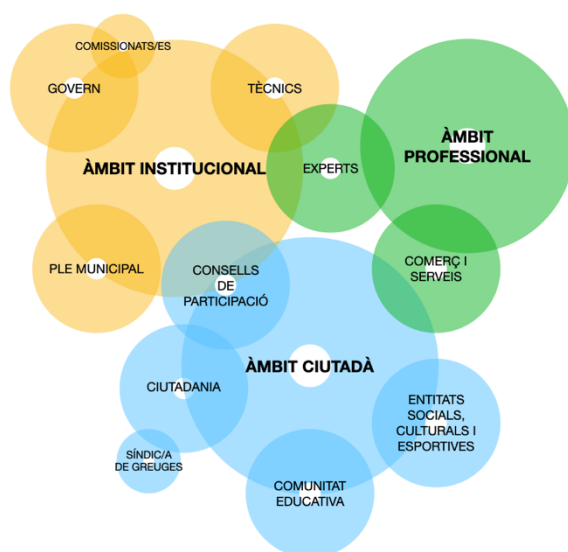 COMISSIONATS/ES
GOVERN
TÈCNICS
ÀMBIT
PROFESSIONAL
ÀMBIT INSTITUCIONAL
EXPERTS
PLE MUNICIPAL
CONSELLS
DE
PARTICIPACIÓ
COMERÇ I
SERVEIS
ÀMBIT CIUTADÀ
CIUTADANIA
ENTITATS
SOCIALS,
CULTURALS I
ESPORTIVES
SÍNDIC/A
DE GREUGES
COMUNITAT
EDUCATIVA